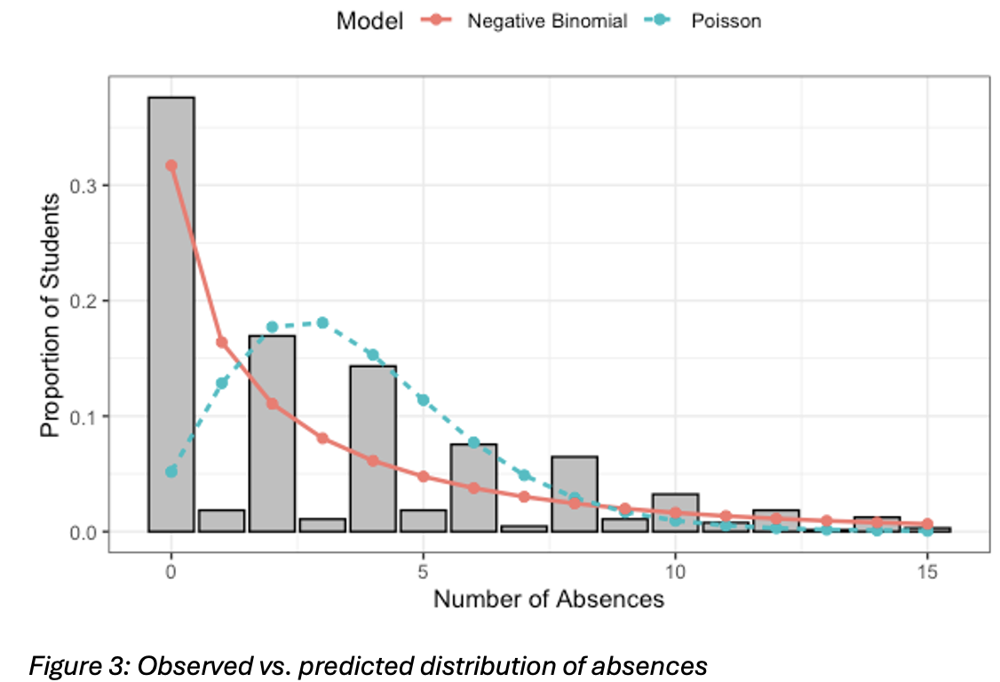 Model Negative Binomial Poisson
Proportion of Students
0.3
0.2
0.1
0.0
0 5 10 15
Number of Absences
Figure 3: Observed vs. predicted distribution of absences